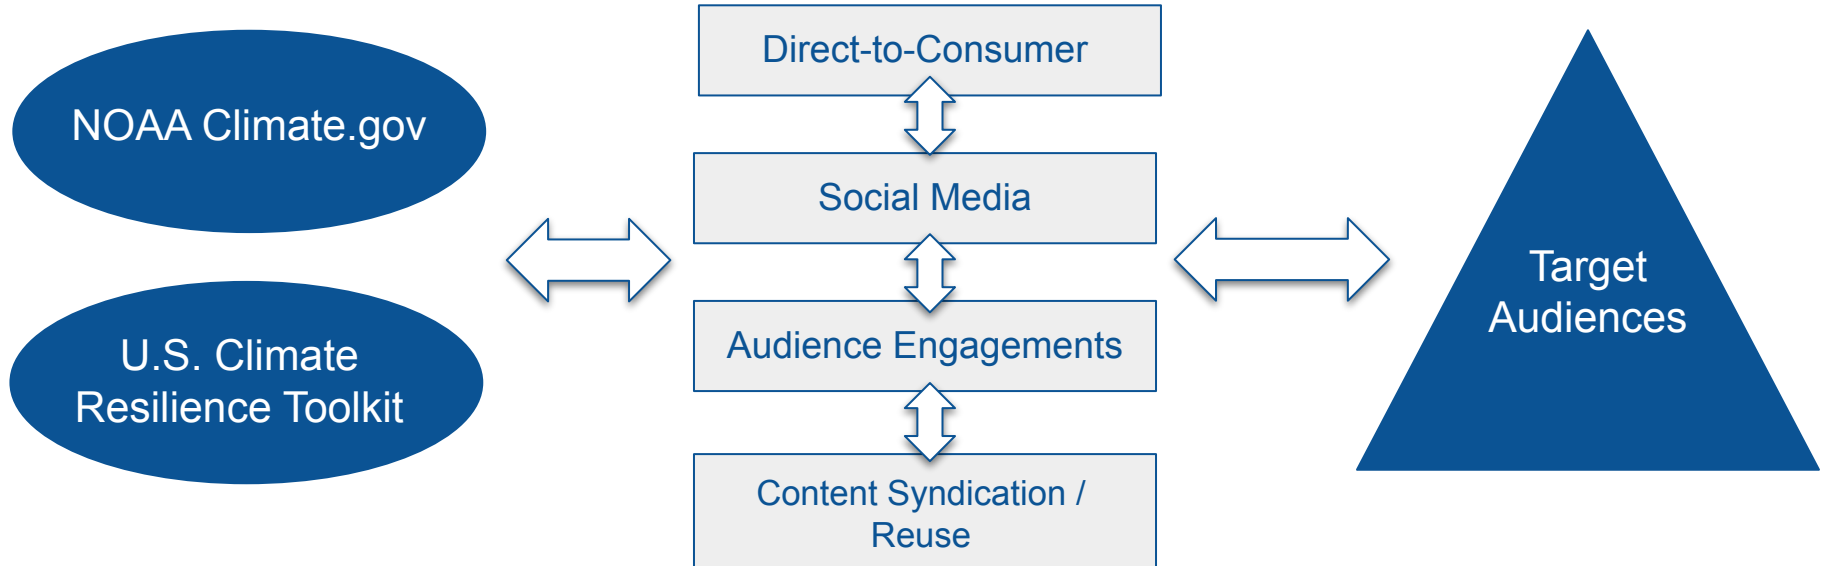 NOAA Climate.gov
U.S. Climate
Resilience Toolkit
Direct-to-Consumer
Social Media
Audience Engagements
Content Syndication /
Reuse
Target
Audiences